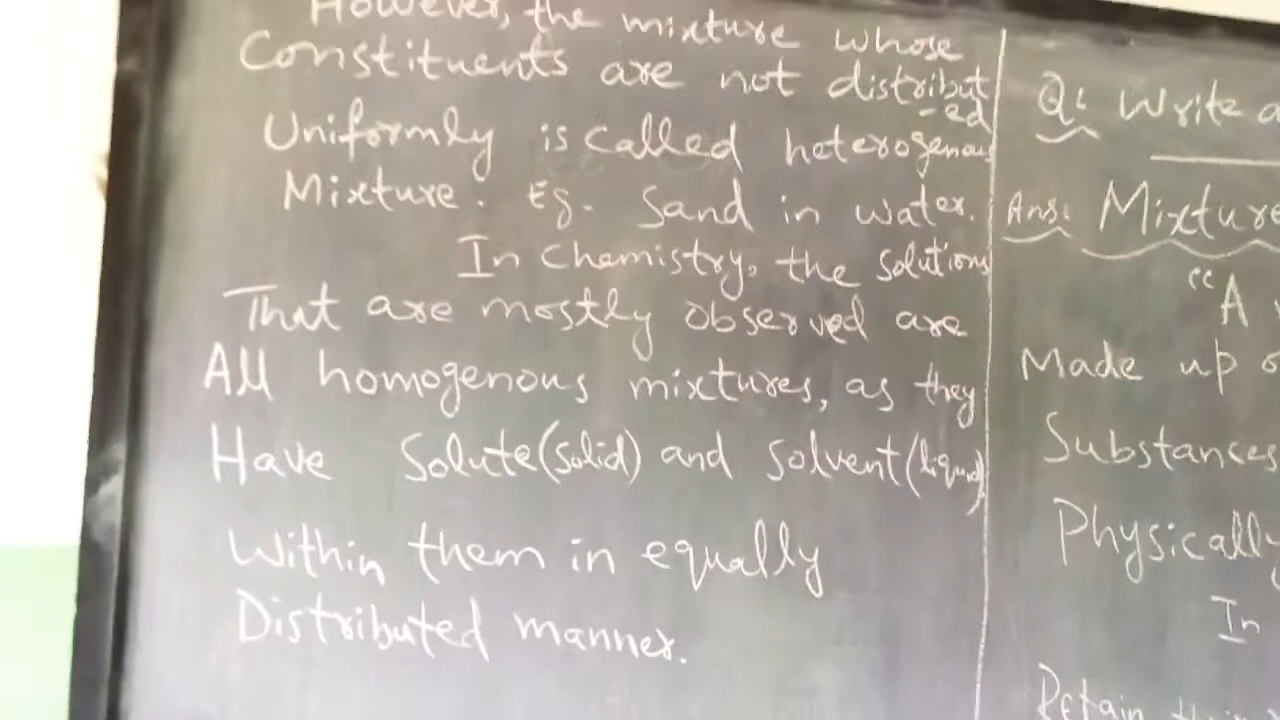 However, the mixture whose
Constituents are not distribut
-ed
Uniformly is called heterogenous
Mixture. Eg. Sand in water.
In Chemistry, the solutions
That are mostly observed are
All homogenous mixtures, as they
Have Solute(solid) and solvent(liquid)
Within them in equally
Distributed manner.
Q: Write a
Ans: Mixture
"A
Made up o
Substances
Physically
In
Retain their